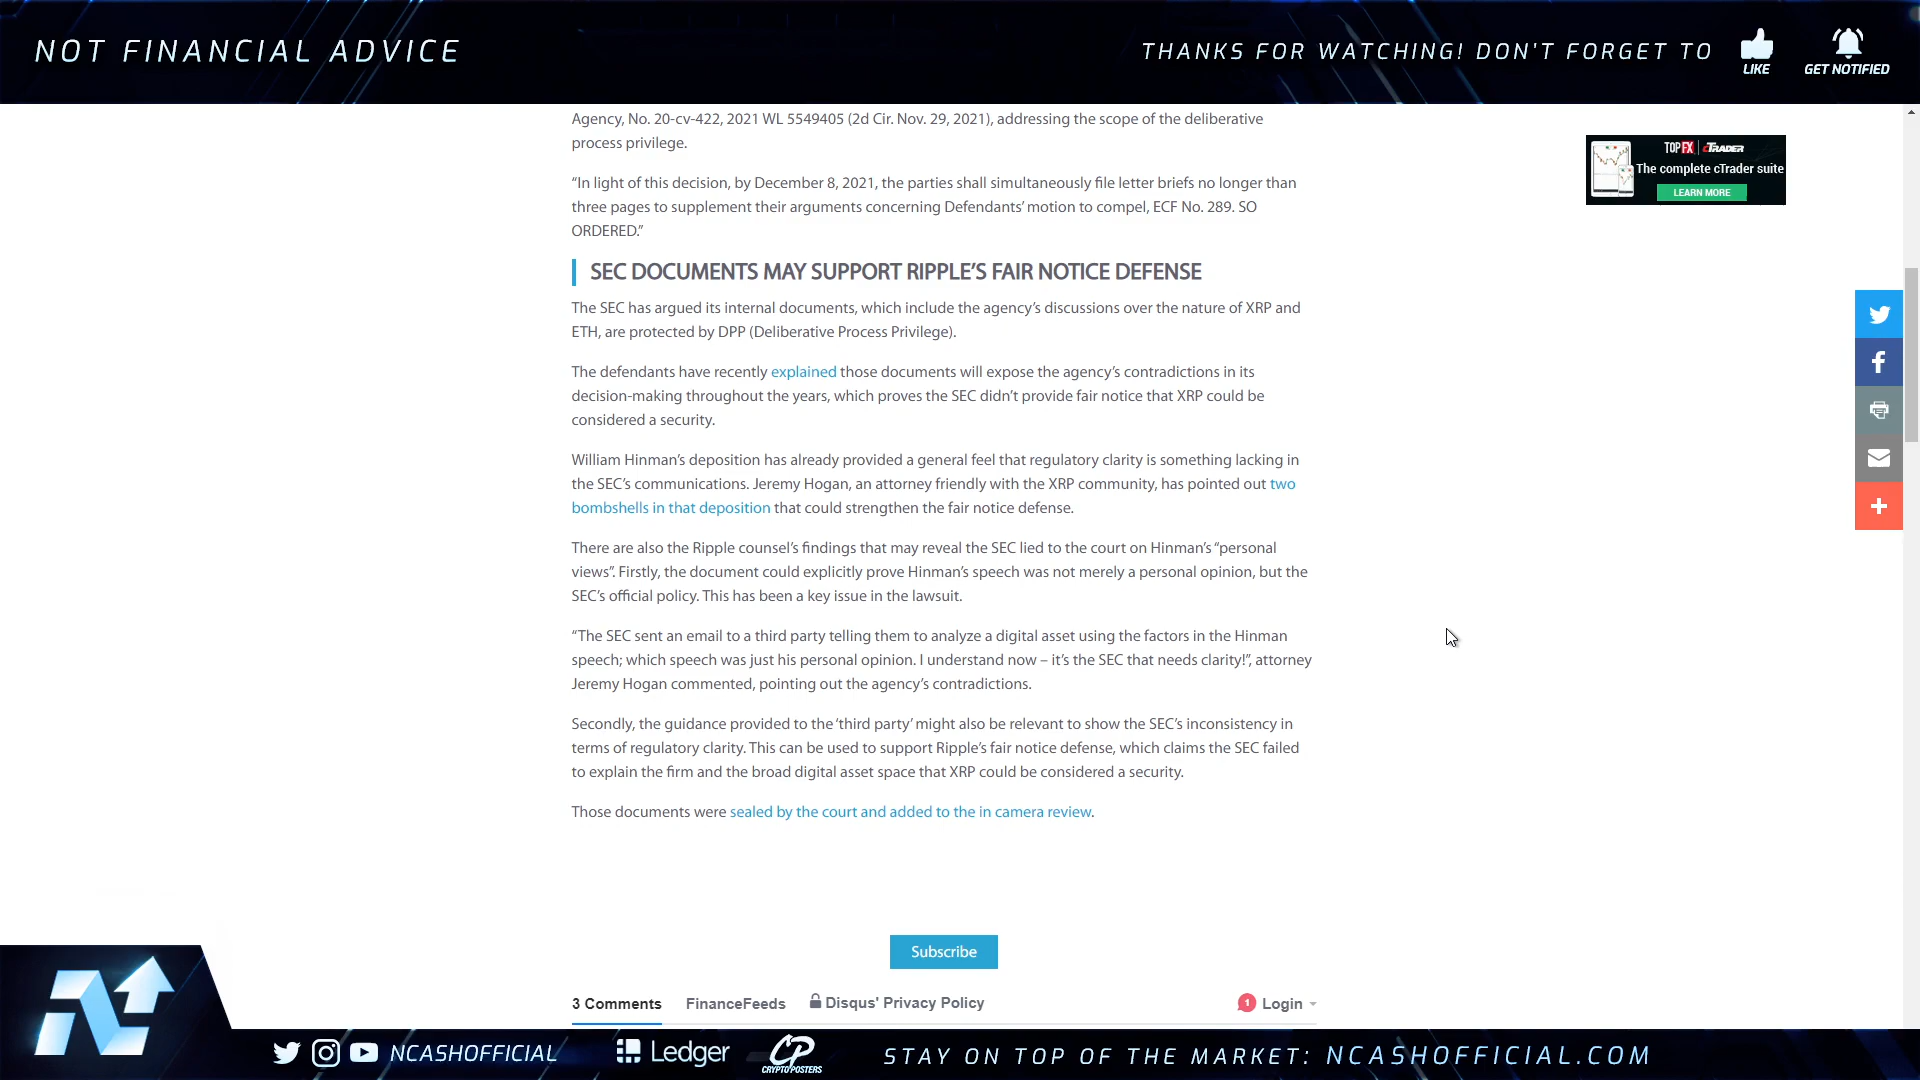 NOT FINANCIAL ADVICE
THANKS FOR WATCHING! DON'T FORGET TO
LIKE
GET NOTIFIED
Agency, No. 20-cv-422, 2021 WL 5549405 (2d Cir. Nov. 29, 2021), addressing the scope of the deliberative
process privilege.
“In light of this decision, by December 8, 2021, the parties shall simultaneously file letter briefs no longer than
three pages to supplement their arguments concerning Defendants’ motion to compel, ECF No. 289. SO
ORDERED.”
SEC DOCUMENTS MAY SUPPORT RIPPLE’S FAIR NOTICE DEFENSE
The SEC has argued its internal documents, which include the agency’s discussions over the nature of XRP and
ETH, are protected by DPP (Deliberative Process Privilege).
The defendants have recently explained those documents will expose the agency’s contradictions in its
decision-making throughout the years, which proves the SEC didn’t provide fair notice that XRP could be
considered a security.
William Hinman’s deposition has already provided a general feel that regulatory clarity is something lacking in
the SEC’s communications. Jeremy Hogan, an attorney friendly with the XRP community, has pointed out two
bombshells in that deposition that could strengthen the fair notice defense.
There are also the Ripple counsel’s findings that may reveal the SEC lied to the court on Hinman’s “personal
views”. Firstly, the document could explicitly prove Hinman’s speech was not merely a personal opinion, but the
SEC’s official policy. This has been a key issue in the lawsuit.
“The SEC sent an email to a third party telling them to analyze a digital asset using the factors in the Hinman
speech; which speech was just his personal opinion. I understand now – it’s the SEC that needs clarity!”, attorney
Jeremy Hogan commented, pointing out the agency’s contradictions.
Secondly, the guidance provided to the ‘third party’ might also be relevant to show the SEC’s inconsistency in
terms of regulatory clarity. This can be used to support Ripple’s fair notice defense, which claims the SEC failed
to explain the firm and the broad digital asset space that XRP could be considered a security.
Those documents were sealed by the court and added to the in camera review.
TOPFX cTRADER
The complete cTrader suite
LEARN MORE
Subscribe
3 Comments FinanceFeeds Disqus' Privacy Policy 1 Login
NCASHOFFICIAL
Ledger
CP
CRYPTOPOSTERS
STAY ON TOP OF THE MARKET: NCASHOFFICIAL.COM